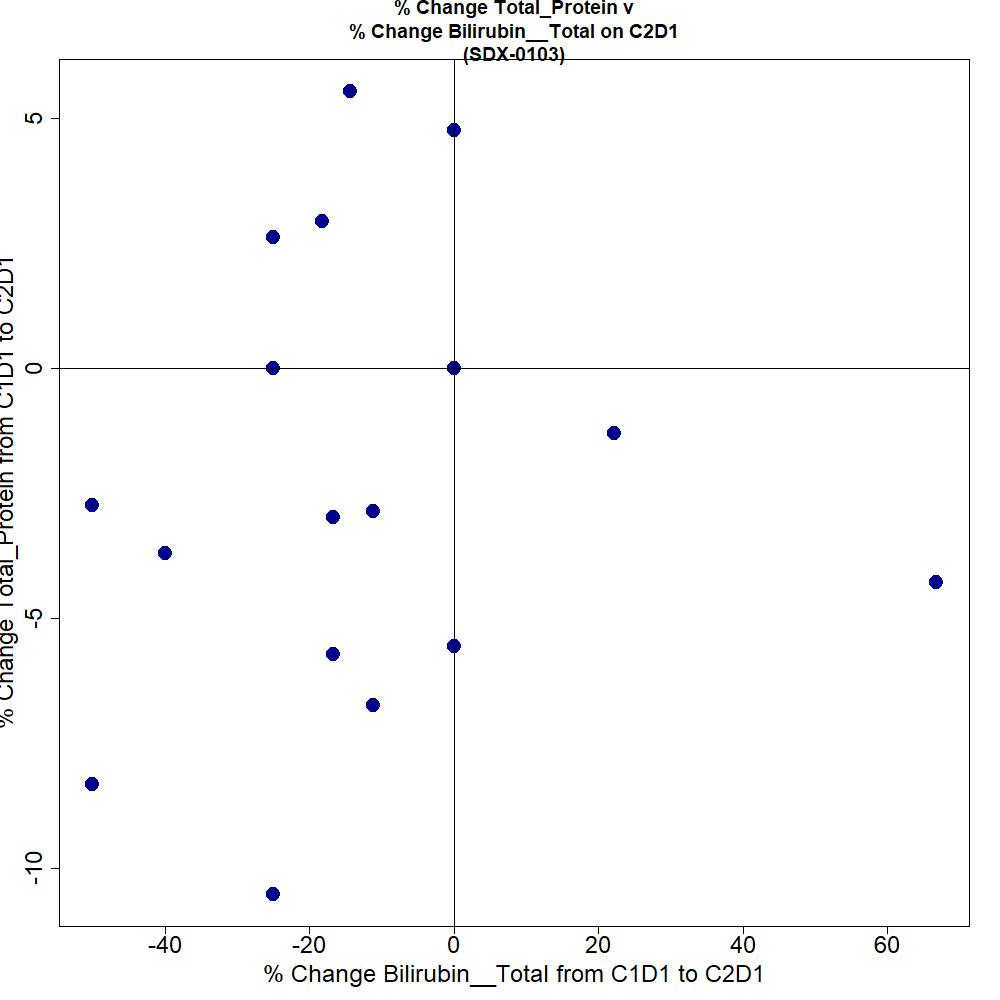 % Change Total_Protein v
% Change Bilirubin__Total on C2D1
(SDX-0103)
% Change Total_Protein from C1D1 to C2D1
5
0
-5
-10
-40 -20 0 20 40 60
% Change Bilirubin__Total from C1D1 to C2D1